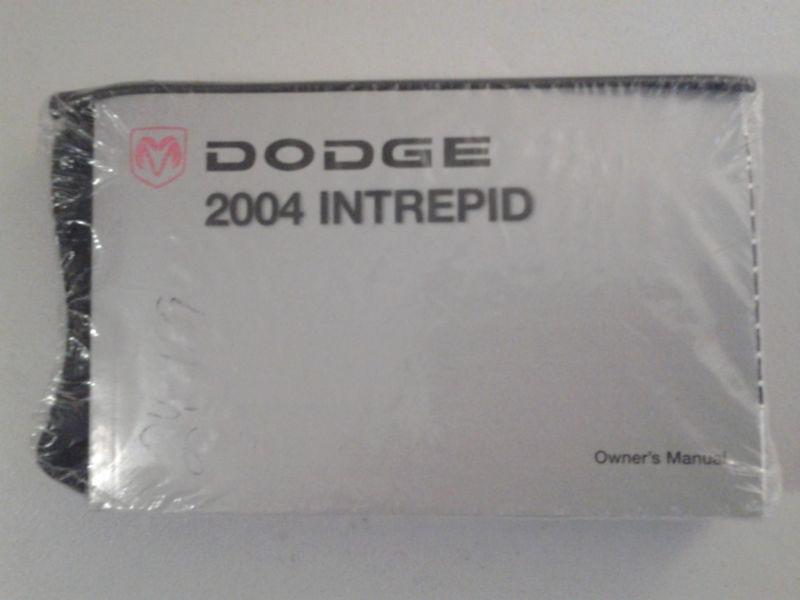 DODGE
2004 INTREPID
Owner's Manual